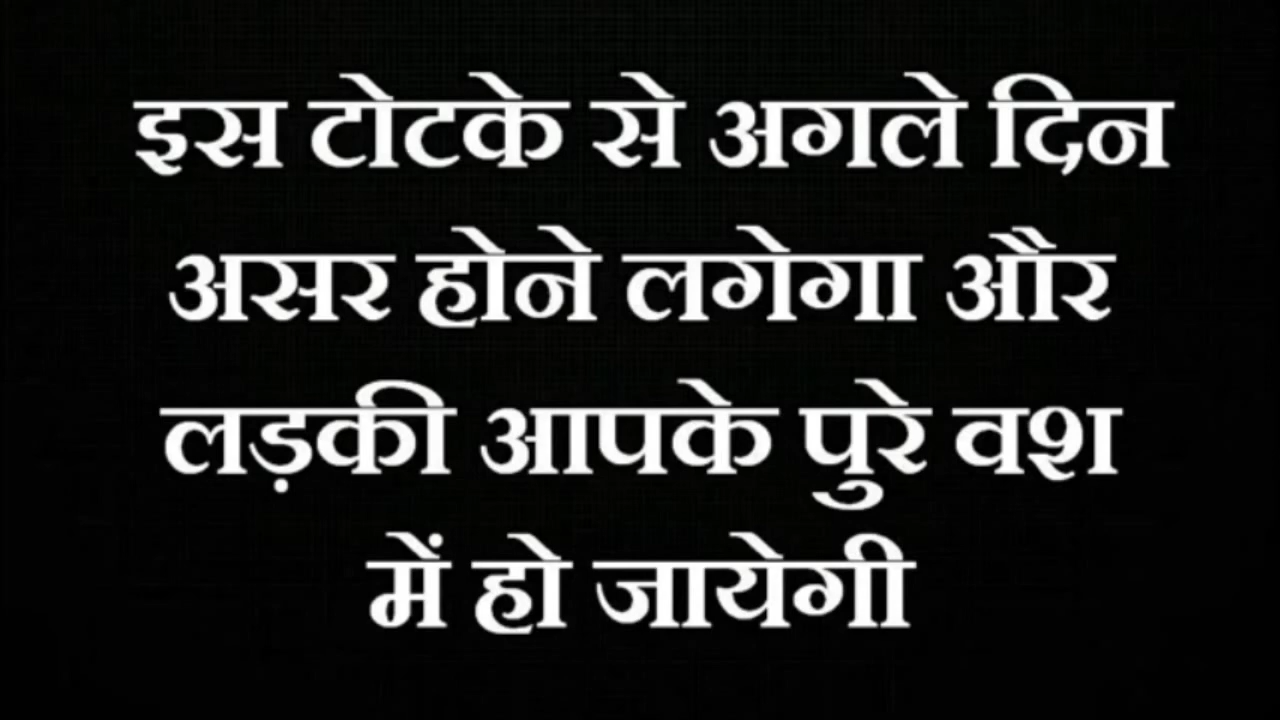 इस टोटके से अगले दिन
असर होने लगेगा और
लड़की आपके पुरे वश
में हो जायेगी